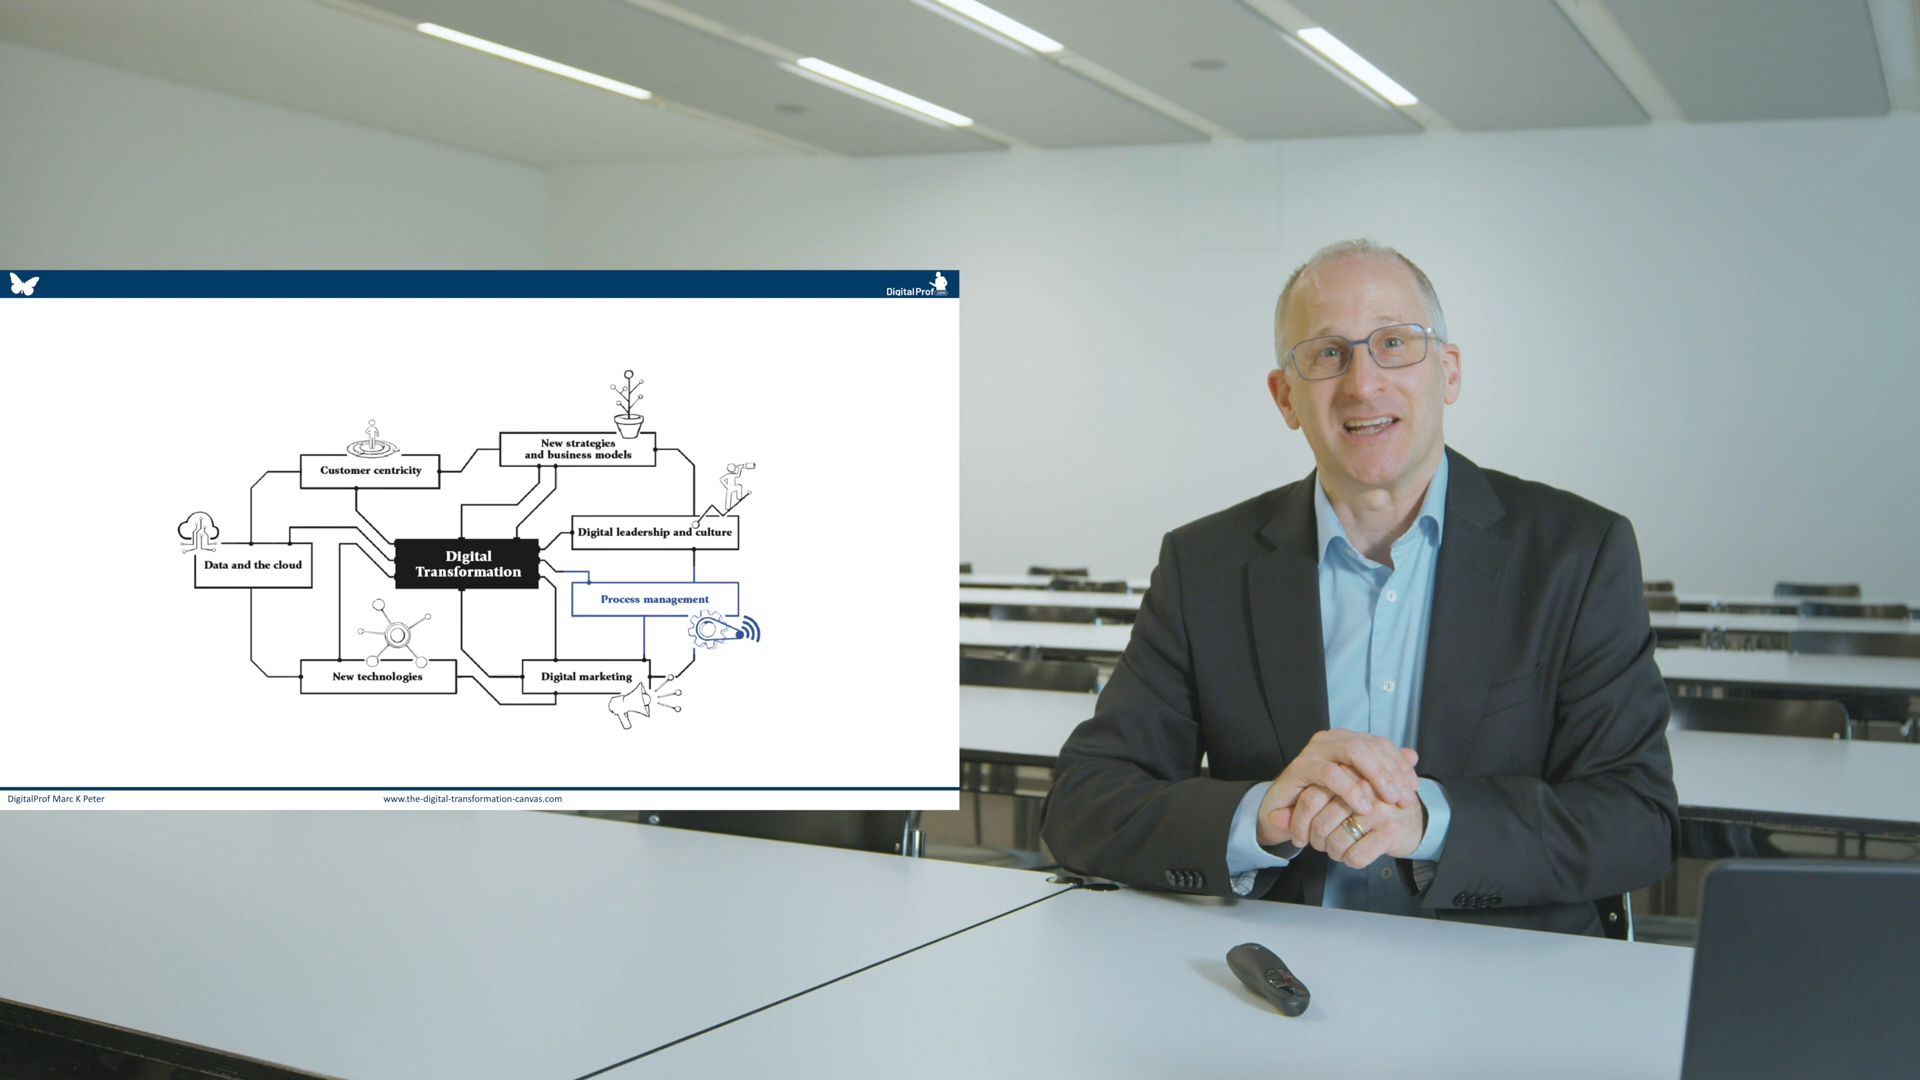 DigitalProf
New strategies
and business models
Customer centricity
Digital leadership and culture
Digital
Transformation
Data and the cloud
Process management
New technologies
Digital marketing
DigitalProf Marc K Peter
www.the-digital-transformation-canvas.com